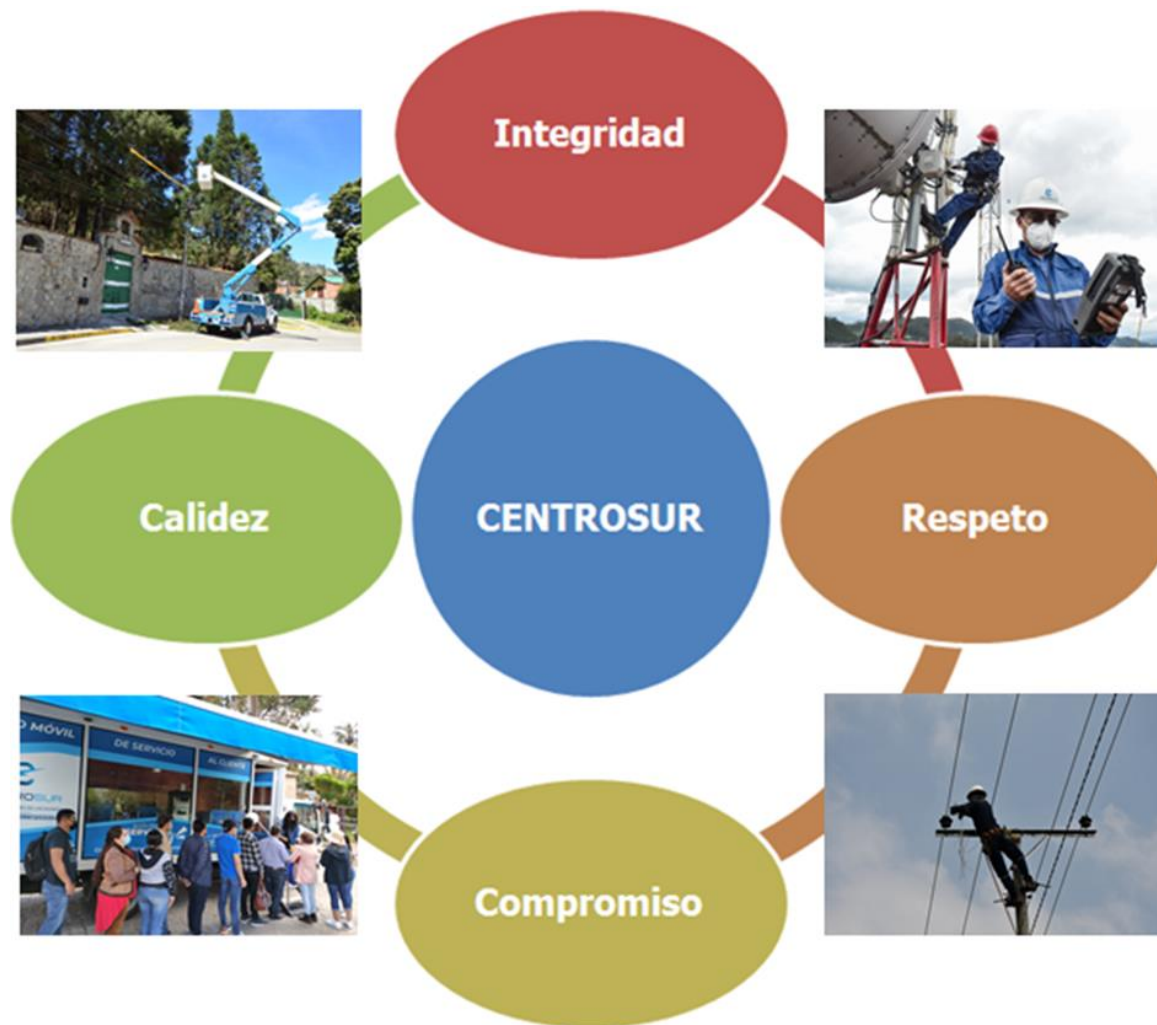 Integridad
Calidez
CENTROSUR
Respeto
MÓVIL
DE SERVICIO
AL CLIENTE
Compromiso